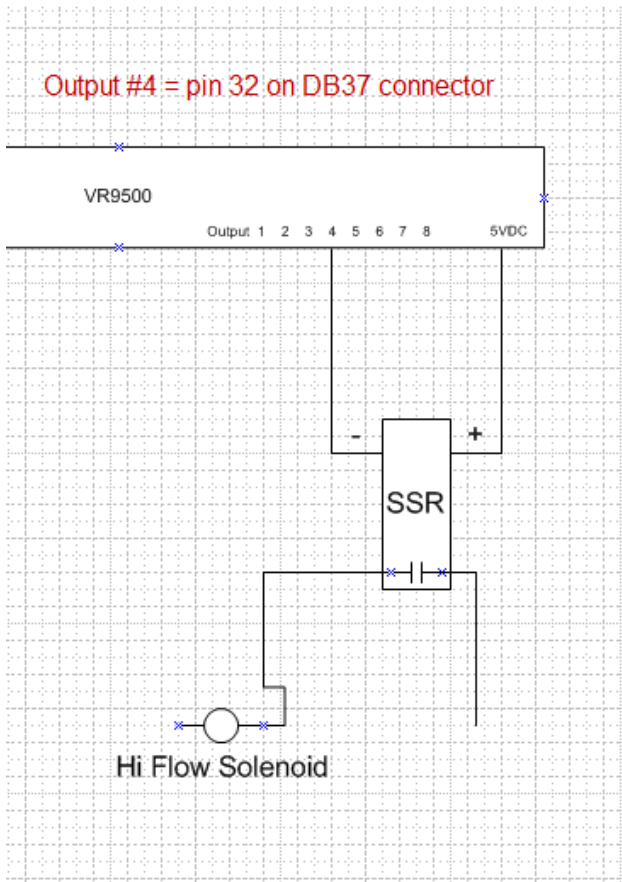 Output #4 = pin 32 on DB37 connector
VR9500
Output 1 2 3 4 5 6 7 8 5VDC
- +
SSR
Hi Flow Solenoid